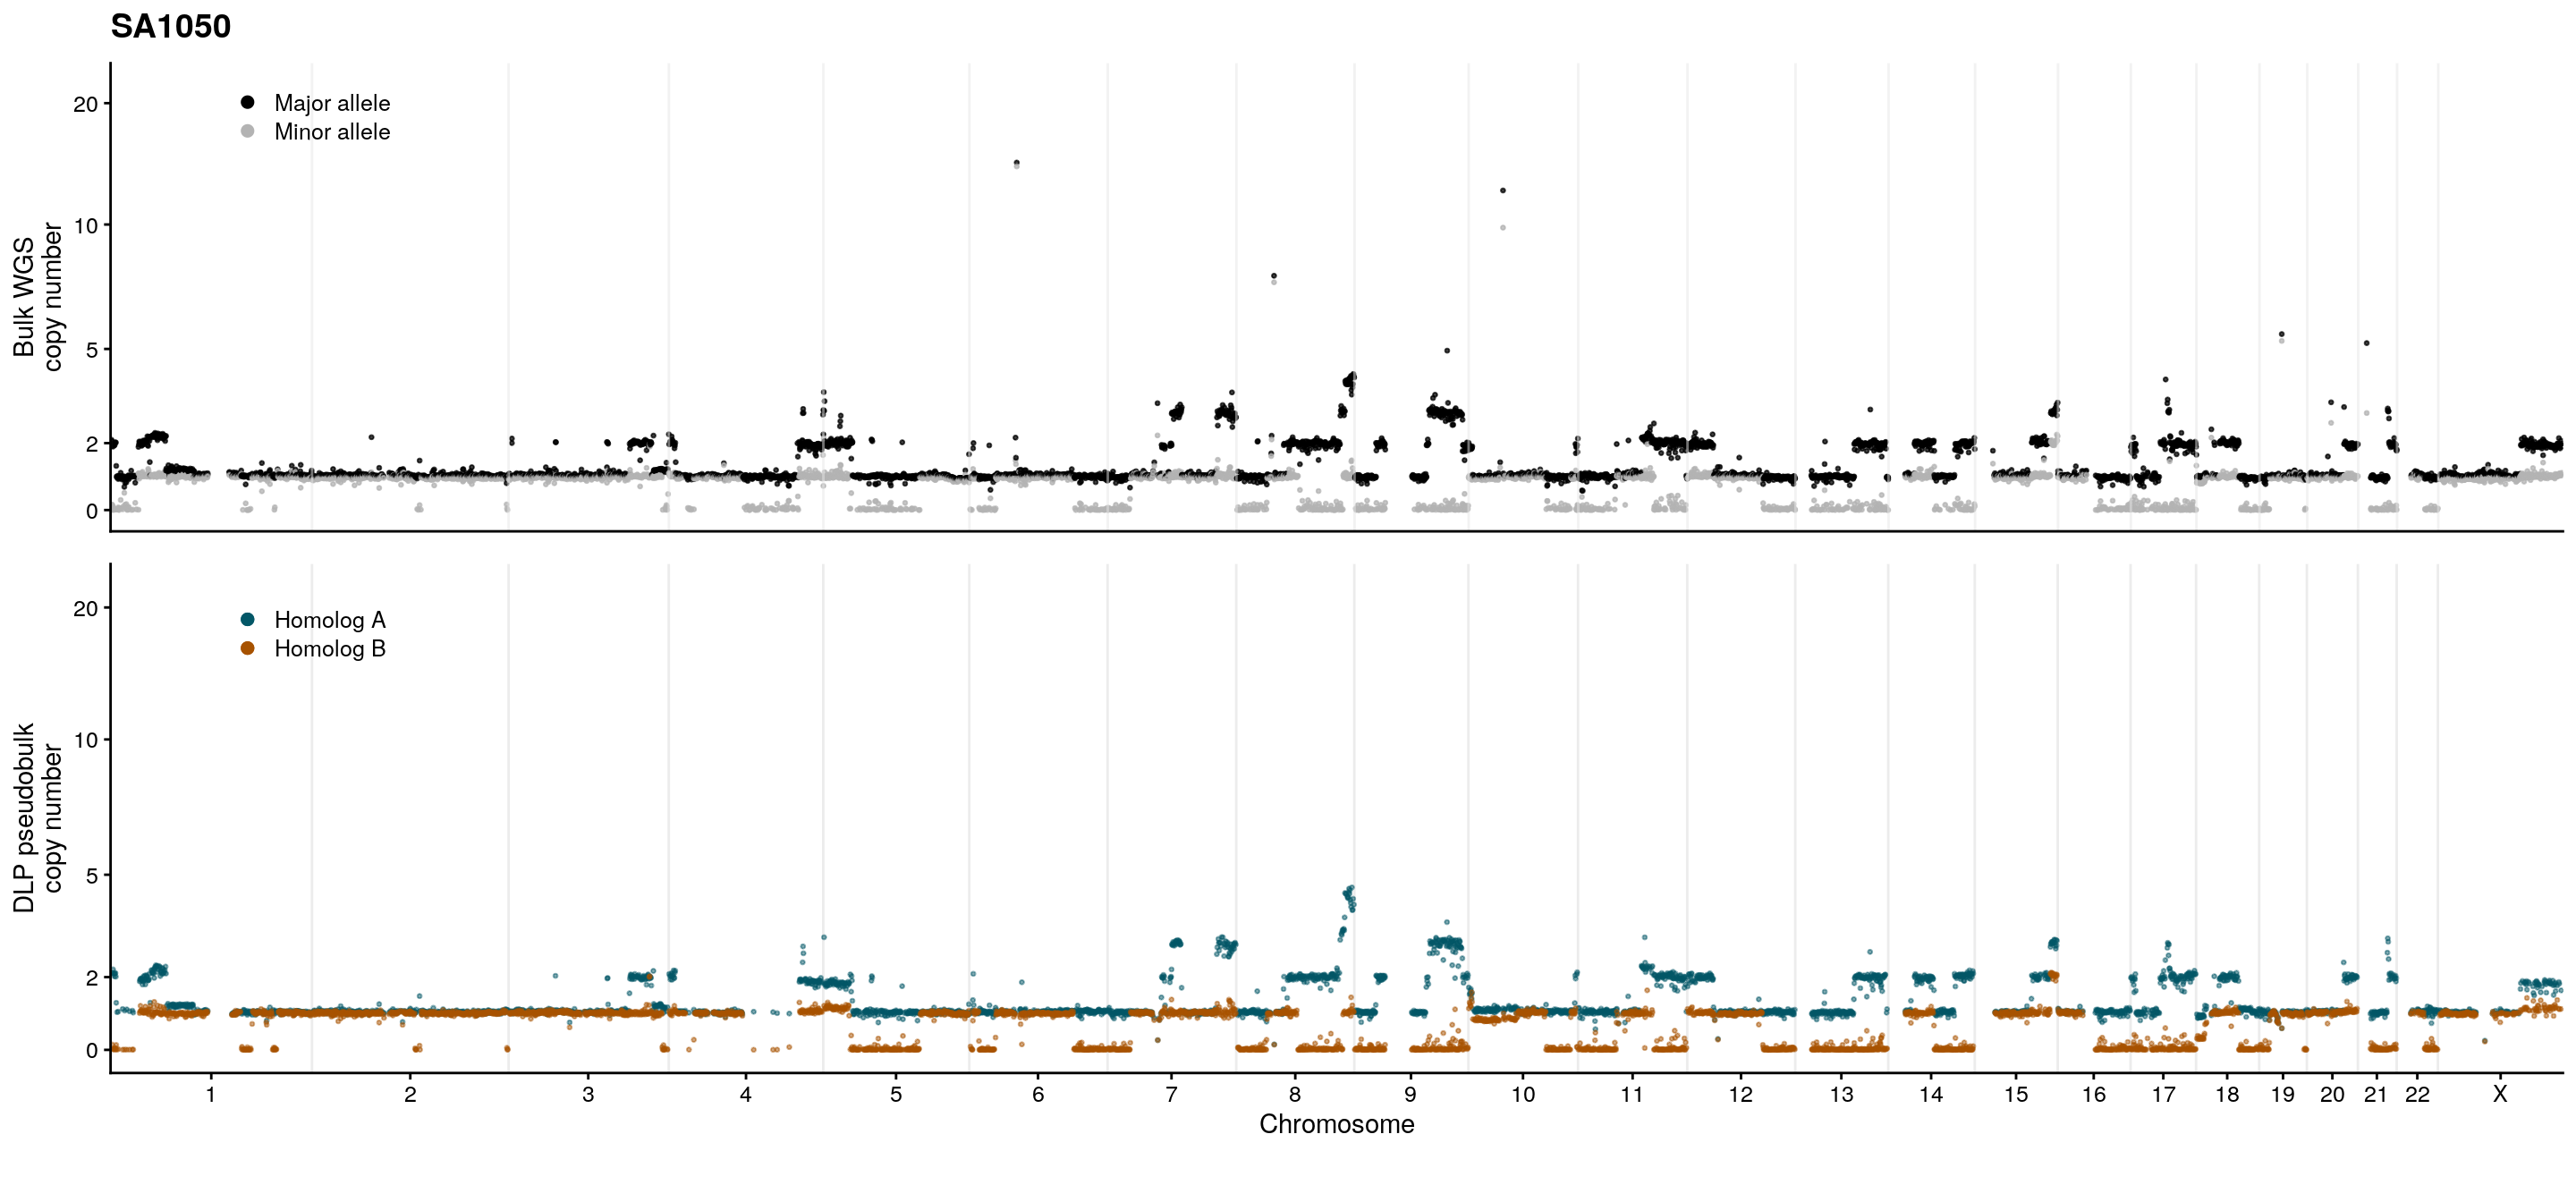 SA1050
Bulk WGS
copy number
20
10
5
2
0
Major allele
Minor allele
DLP pseudobulk
copy number
20
10
5
2
0
Homolog A
Homolog B
1 2 3 4 5 6 7 8 9 10 11 12 13 14 15 16 17 18 19 20 21 22 X
Chromosome